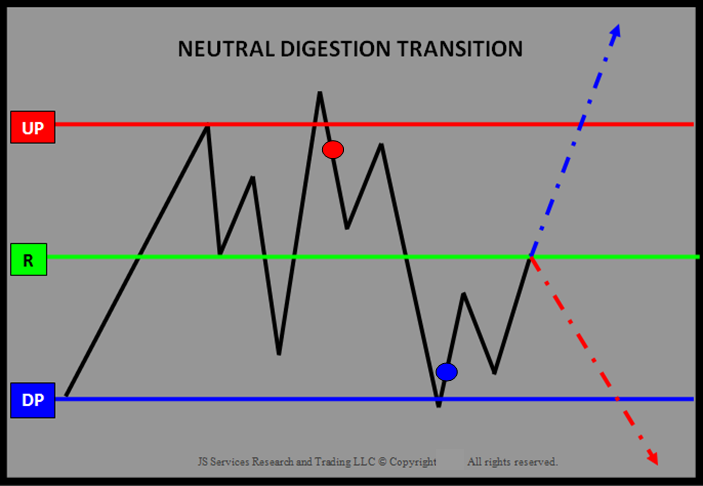 NEUTRAL DIGESTION TRANSITION
UP
R
DP
JS Services Research and Trading LLC © Copyright All rights reserved.